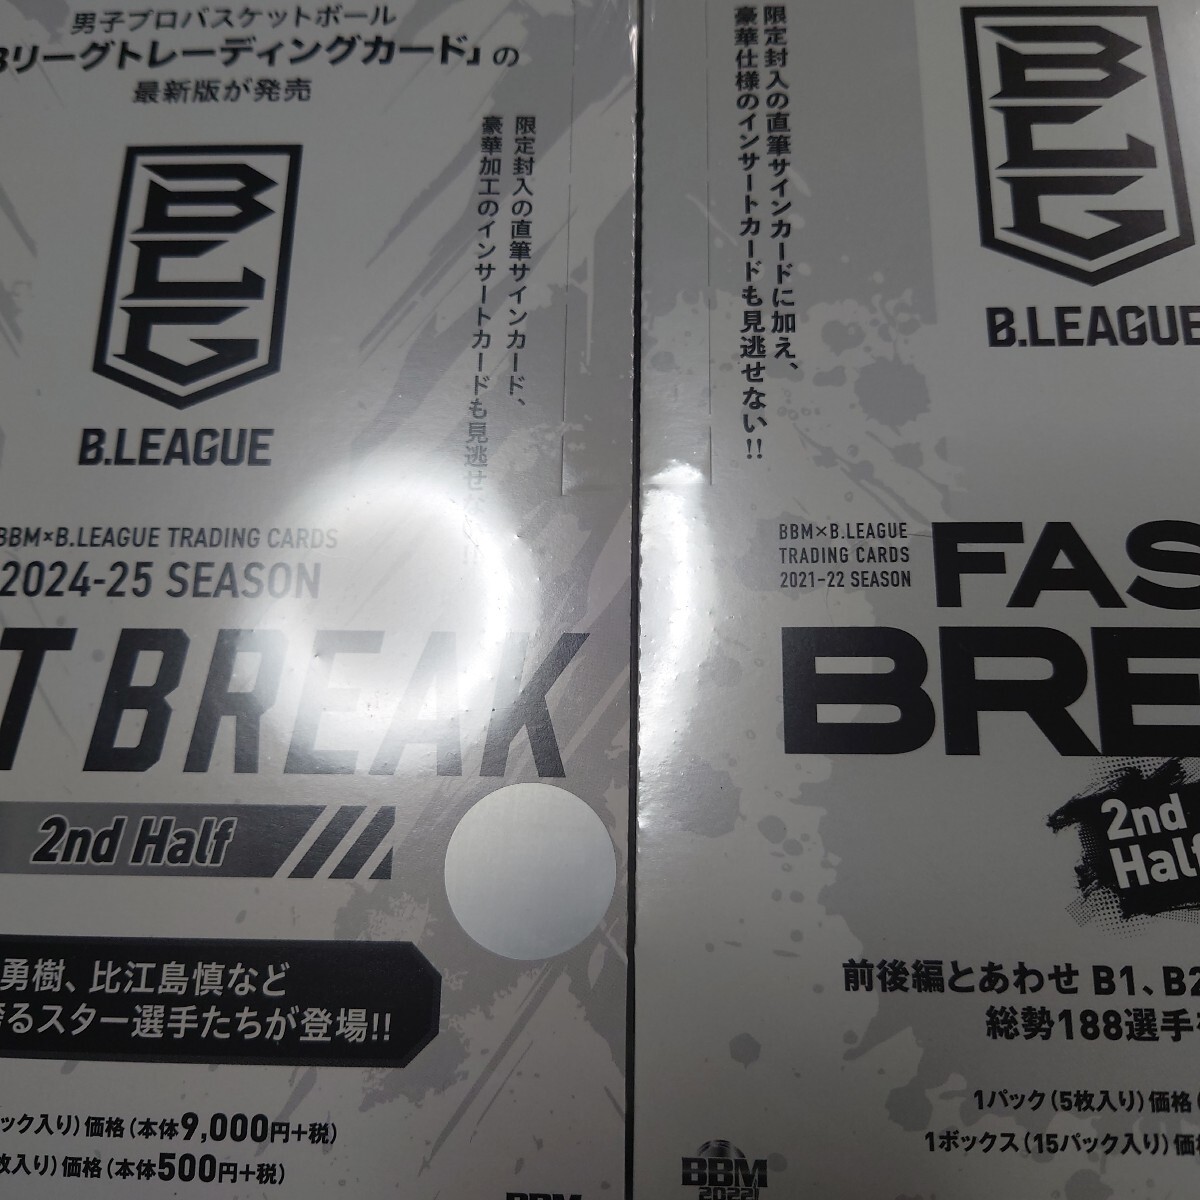 男子プロバスケットボール
Bリーグトレーディングカード」の
最新版が発売
限定封入の直筆サインカード、
豪華加工のインサートカードも見逃せ
BLG
B.LEAGUE
BBM×B.LEAGUE TRADING CARDS
2024-25 SEASON
T BREAK
2nd Half
勇樹、比江島慎など
誇るスター選手たちが登場!!
ック入り）価格（本体9,000円+税）
枚入り）価格（本体500円+税）
BBM
限定封入の直筆サインカードに加え、
豪華仕様のインサートカードも見逃せない!!
BLG
B.LEAGUE
BBM×B.LEAGUE
TRADING CARDS
2021-22 SEASON
FAS
BRE
2nd
Half
前後編とあわせ B1、B2
総勢188選手
1パック（5枚入り）価格（
1ボックス（15パック入り）価格
BBM
2022!